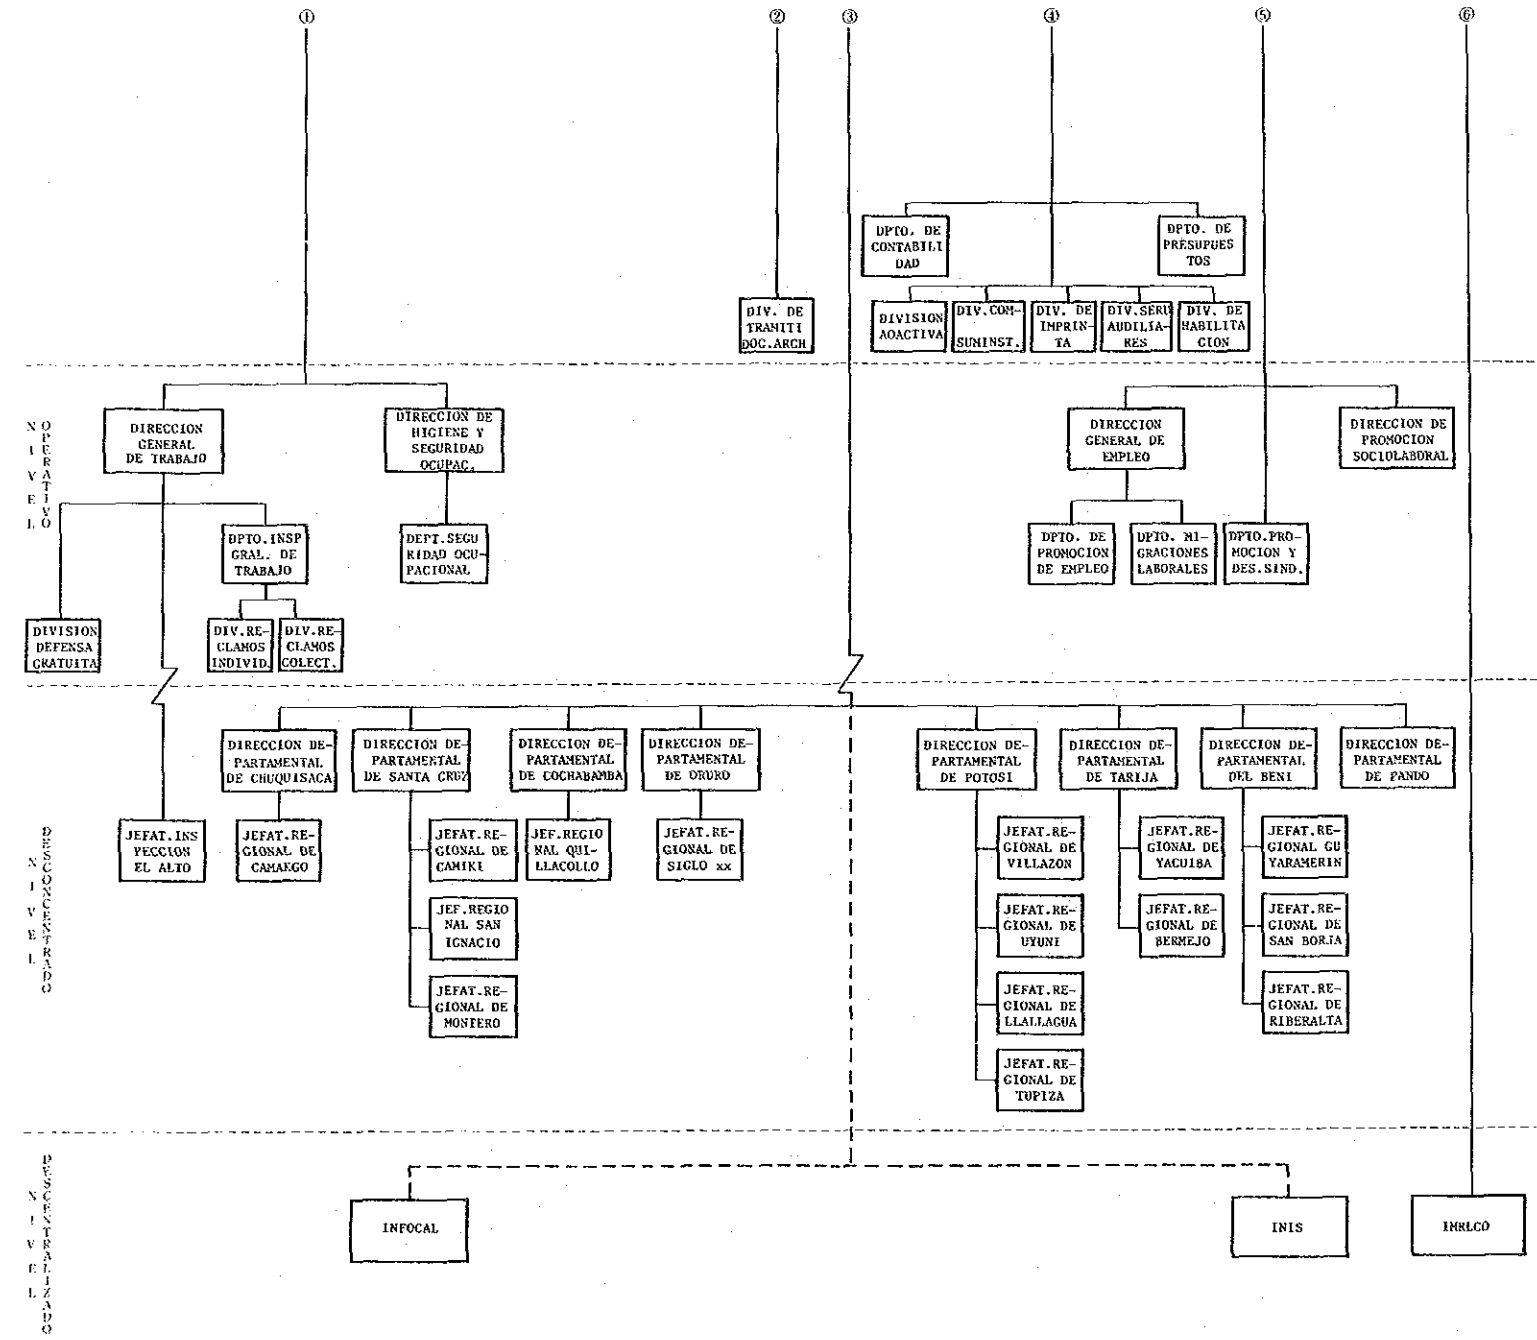 ①
②
③
④
⑤
⑥
DPTO. DE
CONTABILI
DAD
DPTO. DE
PRESUPUES
TOS
DIV. DE
TRAMITI
DOC.ARCH
DIVISION
AOACTIVA
DIV.COM-
SUMINST.
DIV. DE
IMPRIN-
TA
DIV.SERU
AUDILIA-
RES
DIV. DE
HABILITA
CION
NIVEL
OPERATIVO
DIRECCION
GENERAL
DE TRABAJO
DIRECCION DE
HIGIENE Y
SEGURIDAD
OCUPAC.
DIRECCION
GENERAL DE
EMPLEO
DIRECCION DE
PROMOCION
SOCIOLABORAL
DPTO.INSP
GRAL. DE
TRABAJO
DEPT.SEGU
RIDAD OCU-
PACIONAL
DPTO. DE
PROMOCION
DE EMPLEO
DPTO. MI-
GRACIONES
LABORALES
DPTO.PRO-
MOCION Y
DES.SIND.
DIVISION
DEFENSA
GRATUITA
DIV.RE-
CLAMOS
INDIVID.
DIV.RE-
CLAMOS
COLECT.
NIVEL
DESCONCENTRADO
DIRECCION DE-
PARTAMENTAL
DE CHUQUISACA
DIRECCION DE-
PARTAMENTAL
DE SANTA CRUZ
DIRECCION DE-
PARTAMENTAL
DE COCHABAMBA
DIRECCION DE-
PARTAMENTAL
DE ORURO
DIRECCION DE-
PARTAMENTAL
DE POTOSI
DIRECCION DE-
PARTAMENTAL
DE TARIJA
DIRECCION DE-
PARTAMENTAL
DEL BENI
DIRECCION DE-
PARTAMENTAL
DE PANDO
JEFAT.INS
PECCION
EL ALTO
JEFAT.RE-
GIONAL DE
CAMARGO
JEFAT.RE-
GIONAL DE
CAMIRI
JEF.REGIO
NAL QUI-
LLACOLLO
JEFAT.RE-
GIONAL DE
SIGLO xx
JEFAT.RE-
GIONAL DE
VILLAZON
JEFAT.RE-
GIONAL DE
YACUIBA
JEFAT.RE-
GIONAL GU
YARAMERIN
JEF.REGIO
NAL SAN
IGNACIO
JEFAT.RE-
GIONAL DE
UYUNI
JEFAT.RE-
GIONAL DE
BERMEJO
JEFAT.RE-
GIONAL DE
SAN BORJA
JEFAT.RE-
GIONAL DE
MONTERO
JEFAT.RE-
GIONAL DE
LLALLAGUA
JEFAT.RE-
GIONAL DE
RIBERALTA
JEFAT.RE-
GIONAL DE
TUPIZA
NIVEL
DESCENTRALIZADO
INFOCAL
INIS